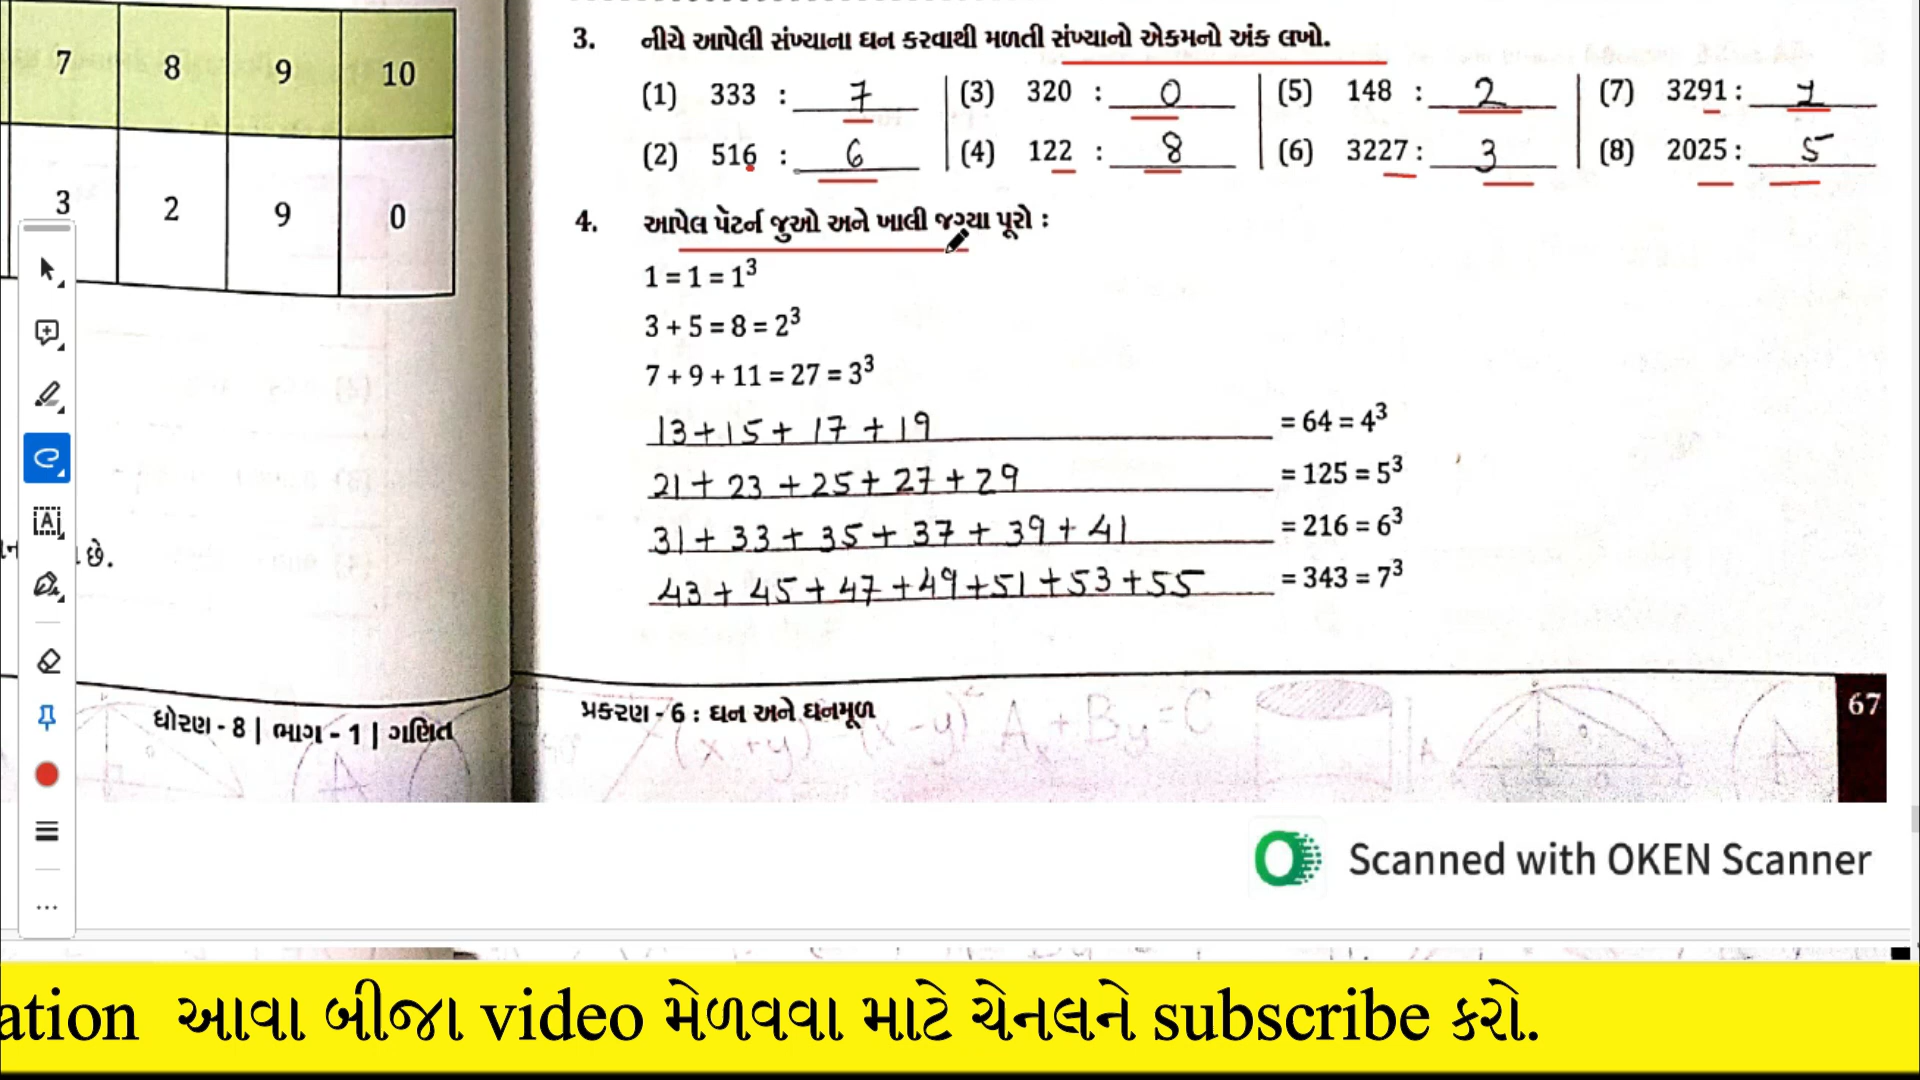 7 8 9 10
3 2 9 0
છે.
ધોરણ - 8 | ભાગ - 1 | ગણિત
3. નીચે આપેલી સંખ્યાના ઘન કરવાથી મળતી સંખ્યાનો એકમનો અંક લખો.
(1) 333 : 7 (3) 320 : 0 (5) 148 : 2 (7) 3291 : 1
(2) 516 : 6 (4) 122 : 8 (6) 3227 : 3 (8) 2025 : 5
4. આપેલ પેટર્ન જુઓ અને ખાલી જગ્યા પૂરો :
1 = 1 = 1³
3 + 5 = 8 = 2³
7 + 9 + 11 = 27 = 3³
13 + 15 + 17 + 19 = 64 = 4³
21 + 23 + 25 + 27 + 29 = 125 = 5³
31 + 33 + 35 + 37 + 39 + 41 = 216 = 6³
43 + 45 + 47 + 49 + 51 + 53 + 55 = 343 = 7³
પ્રકરણ - 6 : ઘન અને ઘનમૂળ
67
Scanned with OKEN Scanner
ation આવા બીજા video મેળવવા માટે ચેનલને subscribe કરો.